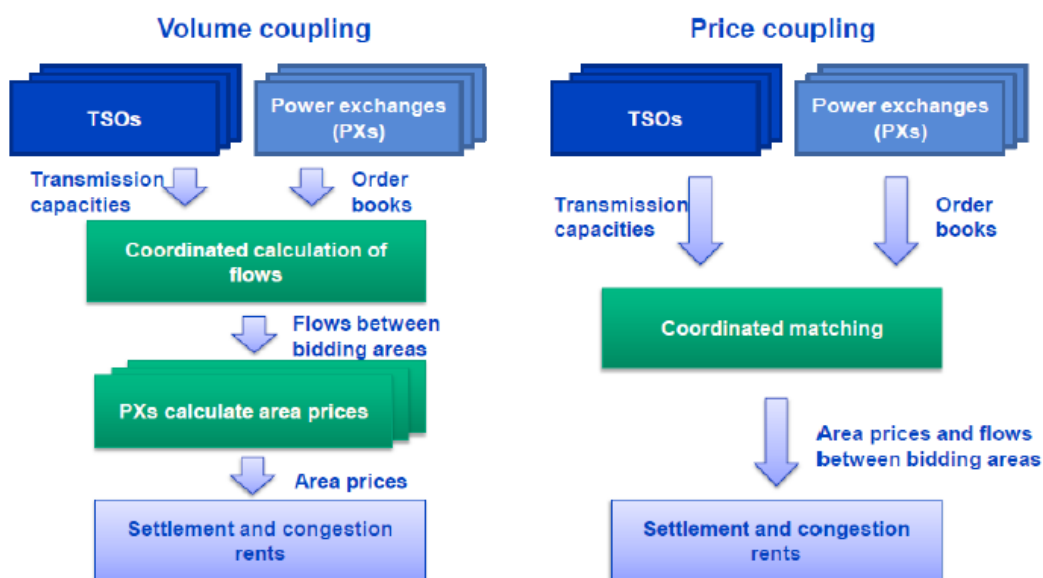 Volume coupling
TSOs
Power exchanges
(PXs)
Transmission
capacities
Order
books
Coordinated calculation of
flows
Flows between
bidding areas
PXs calculate area prices
Area prices
Settlement and congestion
rents
Price coupling
TSOs
Power exchanges
(PXs)
Transmission
capacities
Order
books
Coordinated matching
Area prices and flows
between bidding areas
Settlement and congestion
rents